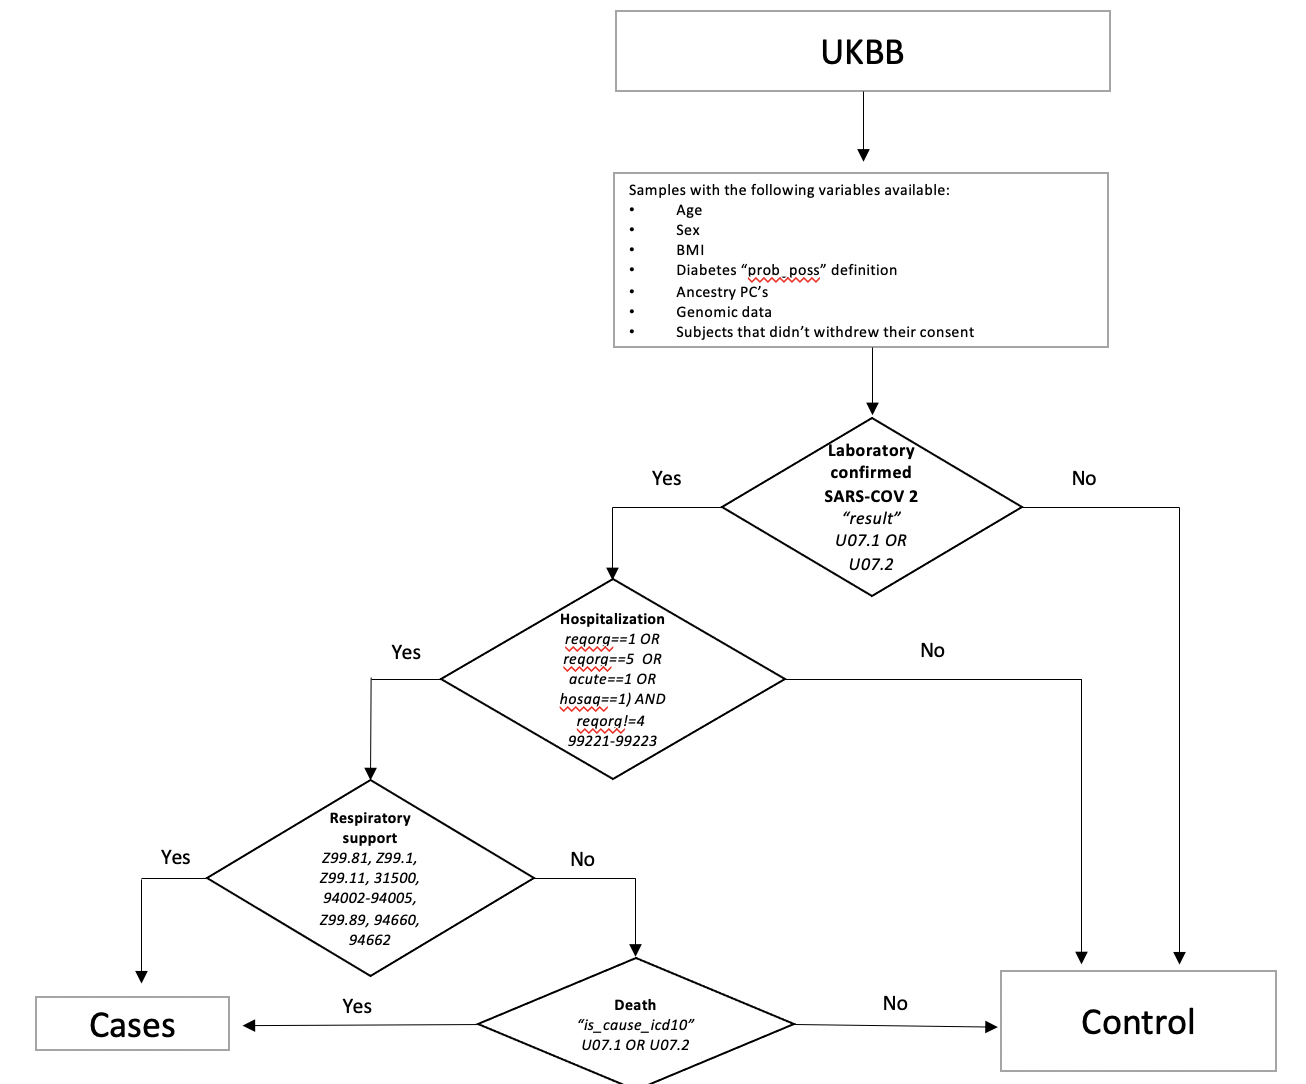 UKBB
Samples with the following variables available:
• Age
• Sex
• BMI
• Diabetes “prob_poss” definition
• Ancestry PC’s
• Genomic data
• Subjects that didn’t withdrew their consent
Laboratory
confirmed
SARS-COV 2
“result”
U07.1 OR
U07.2
Yes
No
Hospitalization
reqorg==1 OR
reqorg==5 OR
acute==1 OR
hosaq==1) AND
reqorg!=4
99221-99223
Yes
No
Respiratory
support
Z99.81, Z99.1,
Z99.11, 31500,
94002-94005,
Z99.89, 94660,
94662
Yes
No
Death
“is_cause_icd10”
U07.1 OR U07.2
Yes
No
Cases
Control